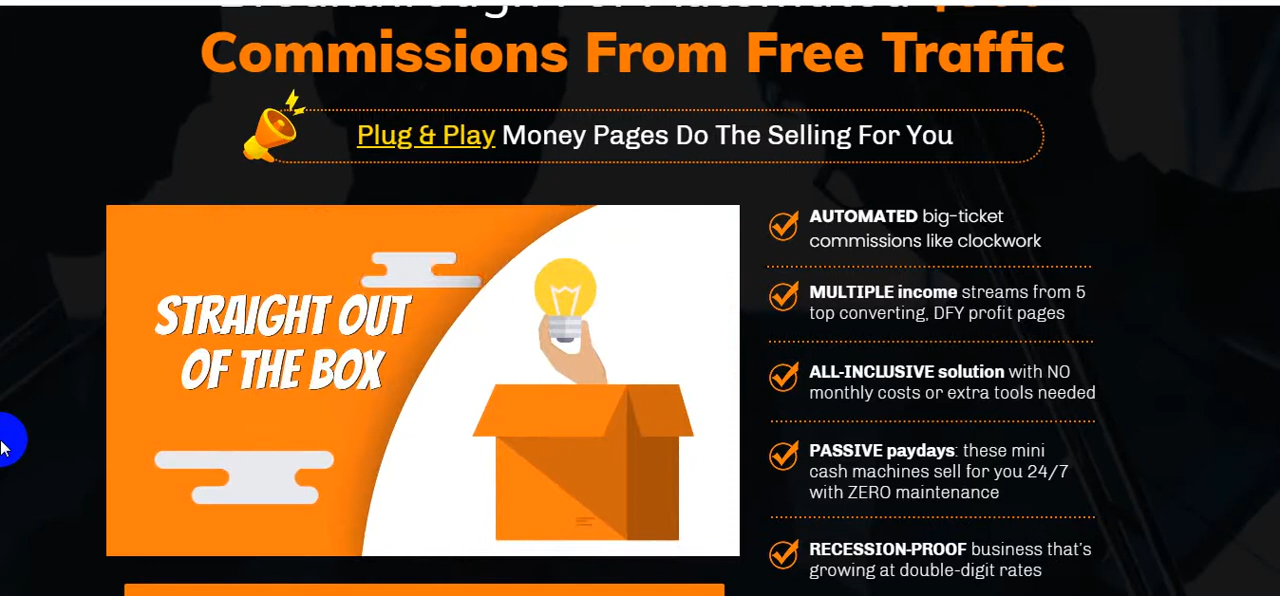 Commissions From Free Traffic
Plug & Play Money Pages Do The Selling For You
STRAIGHT OUT
OF THE BOX
AUTOMATED big-ticket
commissions like clockwork
MULTIPLE income streams from 5
top converting, DFY profit pages
ALL-INCLUSIVE solution with NO
monthly costs or extra tools needed
PASSIVE paydays: these mini
cash machines sell for you 24/7
with ZERO maintenance
RECESSION-PROOF business that's
growing at double-digit rates